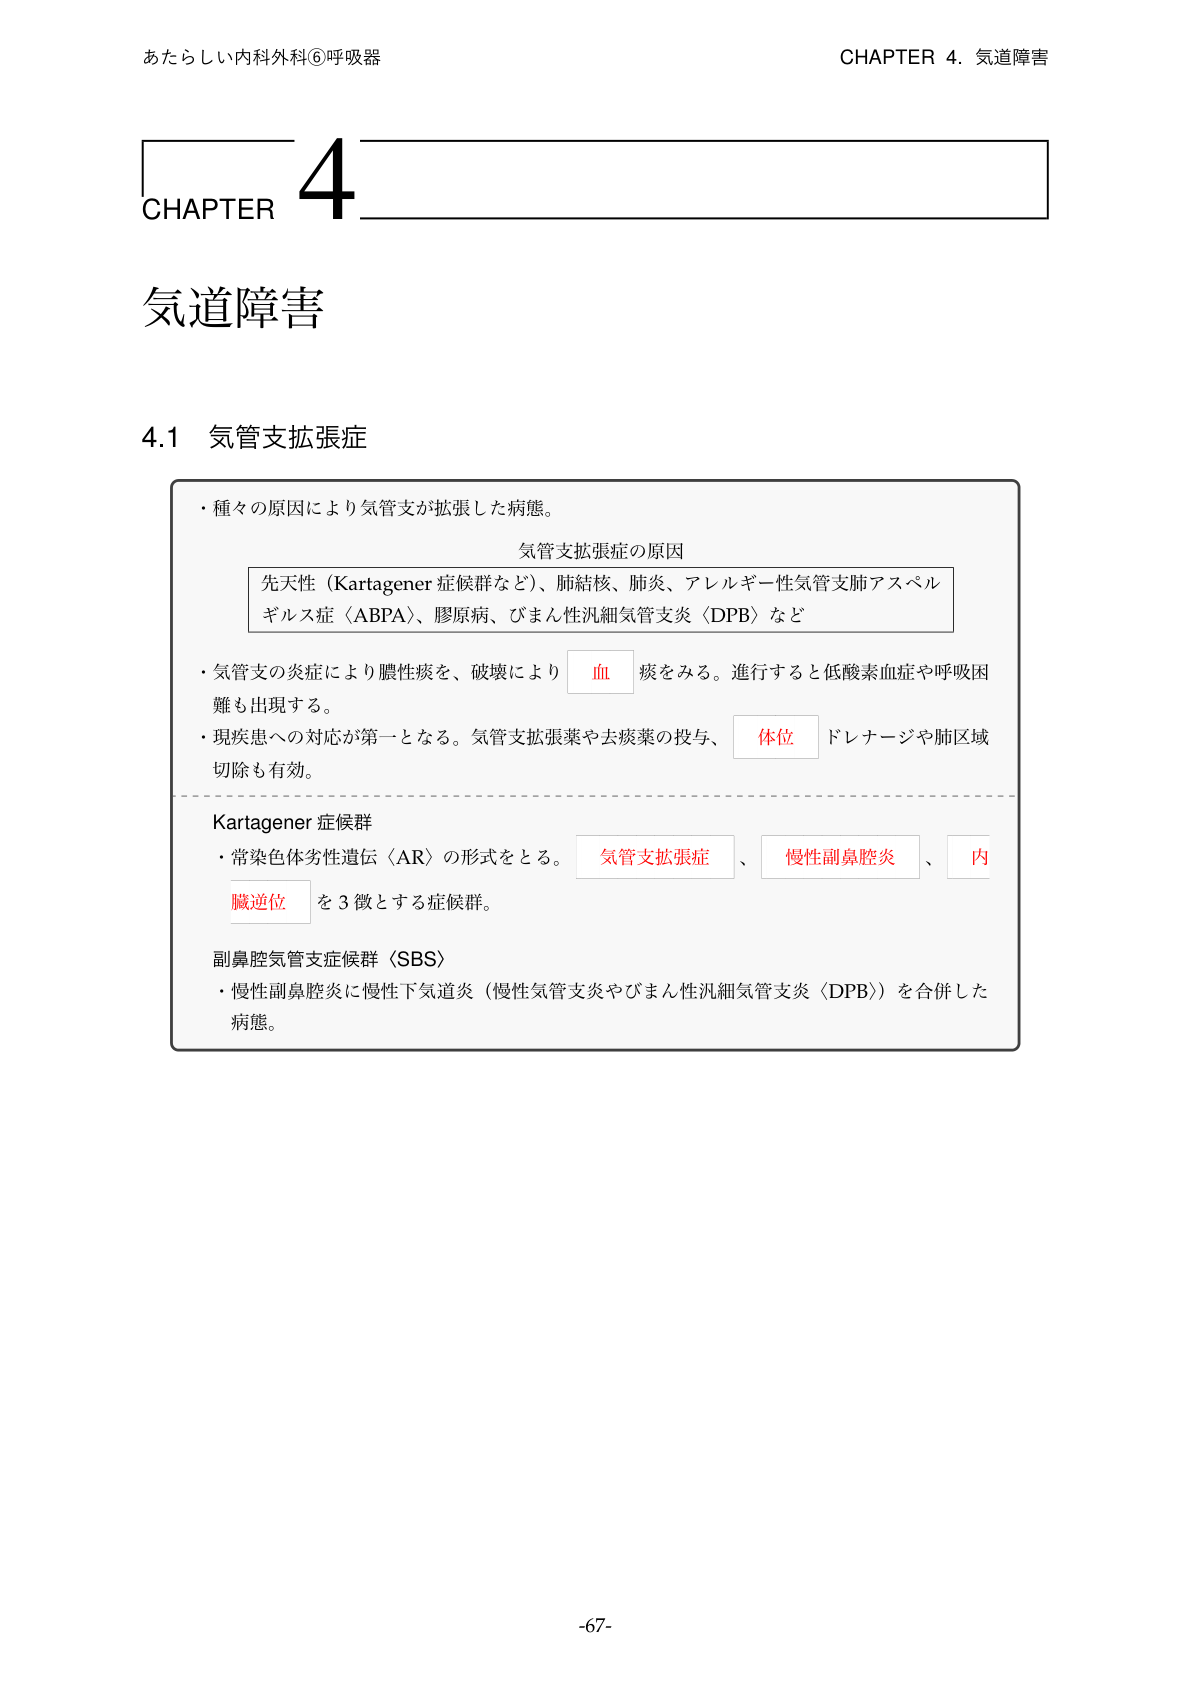 あたらしい内科外科⑥呼吸器
CHAPTER 4. 気道障害
CHAPTER 4
気道障害
4.1 気管支拡張症
・種々の原因により気管支が拡張した病態。
気管支拡張症の原因
先天性（Kartagener 症候群など）、肺結核、肺炎、アレルギー性気管支肺アスペル
ギルス症〈ABPA〉、膠原病、びまん性汎細気管支炎〈DPB〉など
・気管支の炎症により膿性痰を、破壊により 血 痰をみる。進行すると低酸素血症や呼吸困
難も出現する。
・現疾患への対応が第一となる。気管支拡張薬や去痰薬の投与、 体位 ドレナージや肺区域
切除も有効。
Kartagener 症候群
・常染色体劣性遺伝〈AR〉の形式をとる。 気管支拡張症 、 慢性副鼻腔炎 、 内
臓逆位 を 3 徴とする症候群。
副鼻腔気管支症候群〈SBS〉
・慢性副鼻腔炎に慢性下気道炎（慢性気管支炎やびまん性汎細気管支炎〈DPB〉）を合併した
病態。
-67-